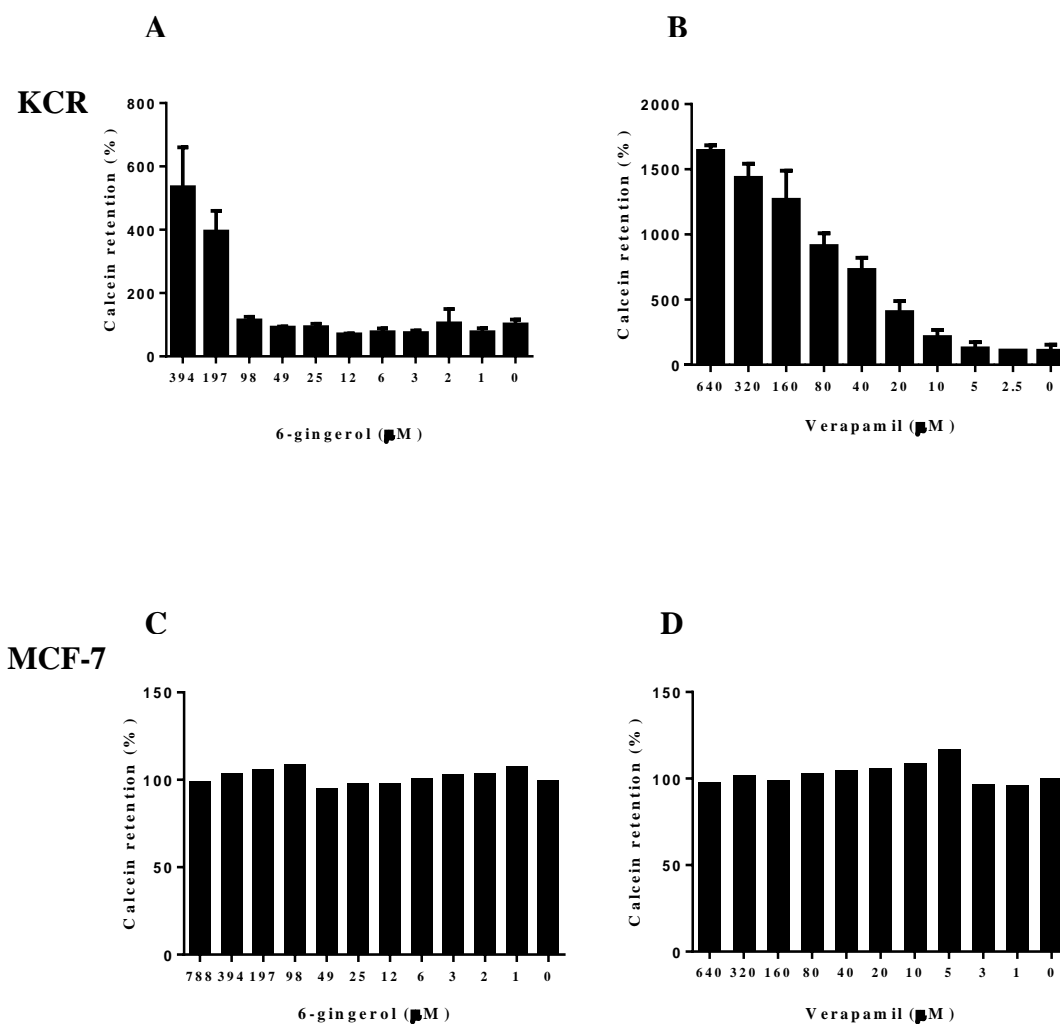 A
B
KCR
Calcein retention (%)
800
600
400
200
0
394 197 98 49 25 12 6 3 2 1 0
6-gingerol (μM)
Calcein retention (%)
2000
1500
1000
500
0
640 320 160 80 40 20 10 5 2.5 0
Verapamil (μM)
C
D
MCF-7
Calcein retention (%)
150
100
50
0
788 394 197 98 49 25 12 6 3 2 1 0
6-gingerol (μM)
Calcein retention (%)
150
100
50
0
640 320 160 80 40 20 10 5 3 1 0
Verapamil (μM)